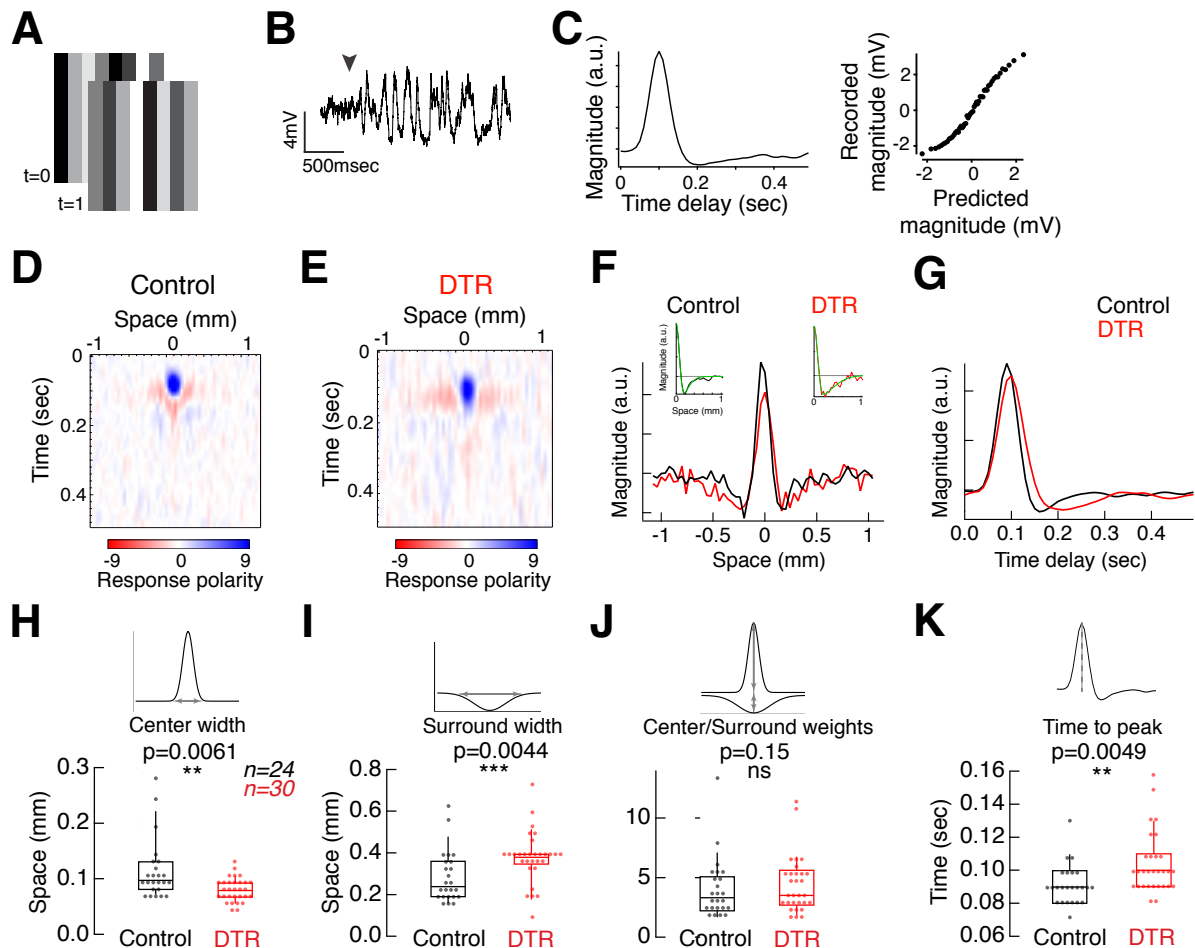 A
t=0
t=1
B
4mV
500msec
C
Magnitude (a.u.)
0
0.2
0.4
Time delay (sec)
Recorded
magnitude (mV)
2
0
-2
-2
0
2
Predicted
magnitude (mV)
D
Control
Space (mm)
-1
0
1
Time (sec)
0
0.2
0.4
-9
0
9
Response polarity
E
DTR
Space (mm)
-1
0
1
Time (sec)
0
0.2
0.4
-9
0
9
Response polarity
F
Control
DTR
Magnitude (a.u.)
0
1
Space (mm)
0
1
Magnitude (a.u.)
-1
-0.5
0
0.5
1
Space (mm)
G
Control
DTR
Magnitude (a.u.)
0.0
0.1
0.2
0.3
0.4
Time delay (sec)
H
Center width
p=0.0061
**
n=24
n=30
Space (mm)
0.3
0.2
0.1
0.0
Control
DTR
I
Surround width
p=0.0044
***
Space (mm)
0.8
0.6
0.4
0.2
0.0
Control
DTR
J
Center/Surround weights
p=0.15
ns
10
5
0
Control
DTR
K
Time to peak
p=0.0049
**
Time (sec)
0.16
0.14
0.12
0.10
0.08
0.06
Control
DTR